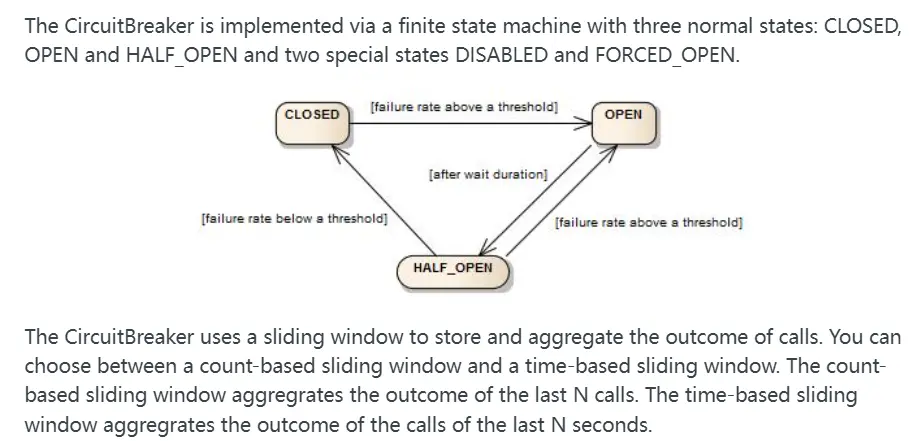 The CircuitBreaker is implemented via a finite state machine with three normal states: CLOSED,
OPEN and HALF_OPEN and two special states DISABLED and FORCED_OPEN.
CLOSED
[failure rate above a threshold]
OPEN
[after wait duration]
[failure rate below a threshold]
[failure rate above a threshold]
HALF_OPEN
The CircuitBreaker uses a sliding window to store and aggregate the outcome of calls. You can
choose between a count-based sliding window and a time-based sliding window. The count-
based sliding window aggregrates the outcome of the last N calls. The time-based sliding
window aggregrates the outcome of the calls of the last N seconds.